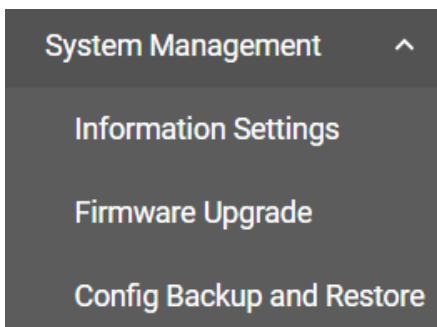 System Management
Information Settings
Firmware Upgrade
Config Backup and Restore